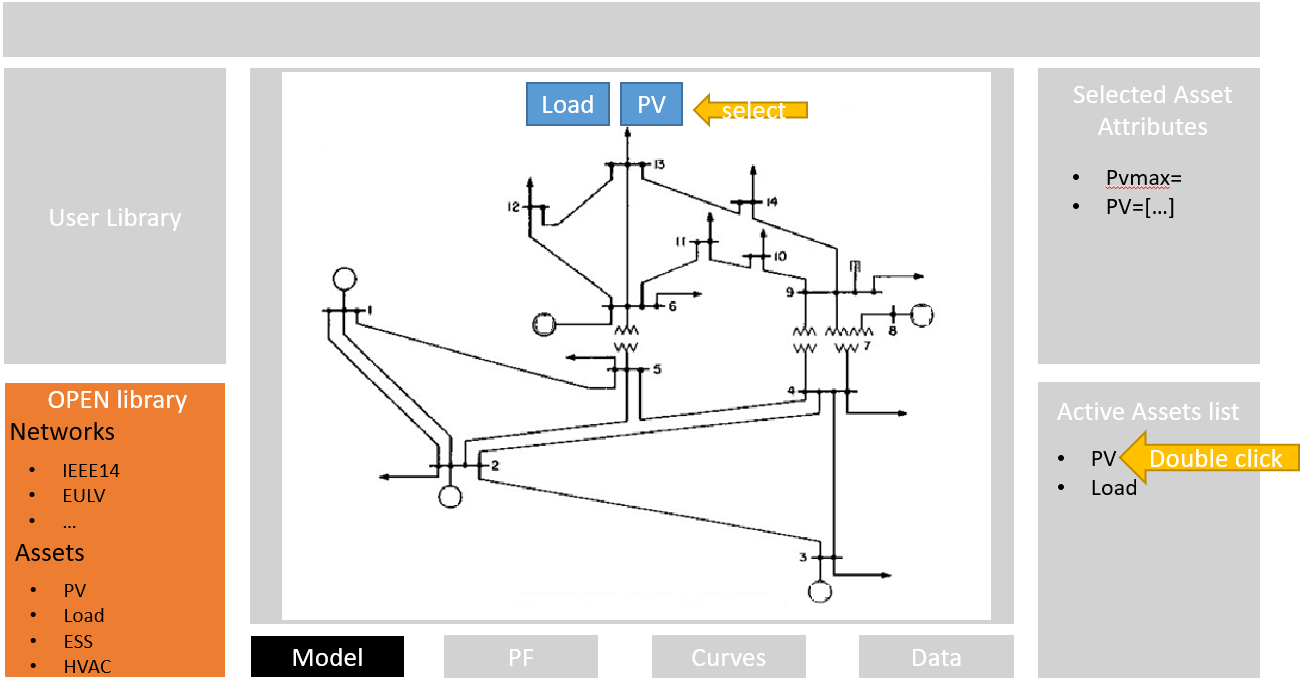 User Library
OPEN library
Networks
• IEEE14
• EULV
• ...
Assets
• PV
• Load
• ESS
• HVAC
Load
PV
select
13
12
14
11
10
9
1
6
8
7
5
4
2
3
Model
PF
Curves
Data
Selected Asset
Attributes
• Pvmax=
• PV=[...]
Active Assets list
• PV
Double click
• Load